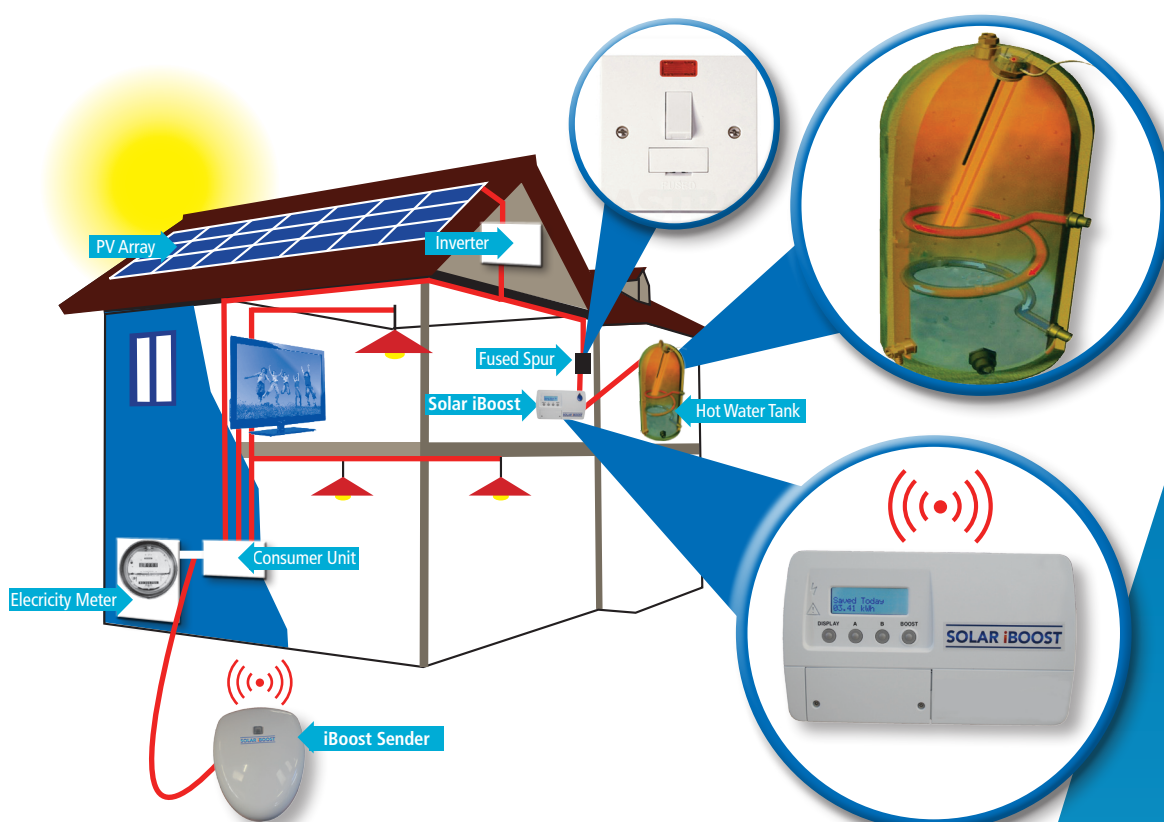 PV Array
Inverter
Fused Spur
Solar iBoost
Hot Water Tank
Consumer Unit
Elecricity Meter
Saved Today
03.41 kWh
DISPLAY A B BOOST
SOLAR iBOOST
SOLAR iBOOST
iBoost Sender